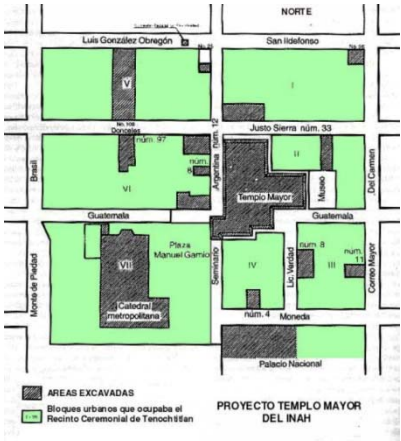 NORTE
Luis González Obregón
San Ildefonso
V
I
No. 108
Donceles
núm. 97
Justo Sierra núm. 33
Argentina núm. 12
núm. 8
II
Museo
Templo Mayor
Brasil
VI
Del Carmen
Guatemala
Guatemala
Plaza
Manuel Gamio
Monte de Piedad
VII
Catedral
metropolitana
Seminario
IV
Lic. Verdad
núm. 8
III
núm.
11
Correo Mayor
núm. 4
Moneda
Palacio Nacional
AREAS EXCAVADAS
Bloques urbanos que ocupaba el
Recinto Ceremonial de Tenochtitlan
PROYECTO TEMPLO MAYOR
DEL INAH